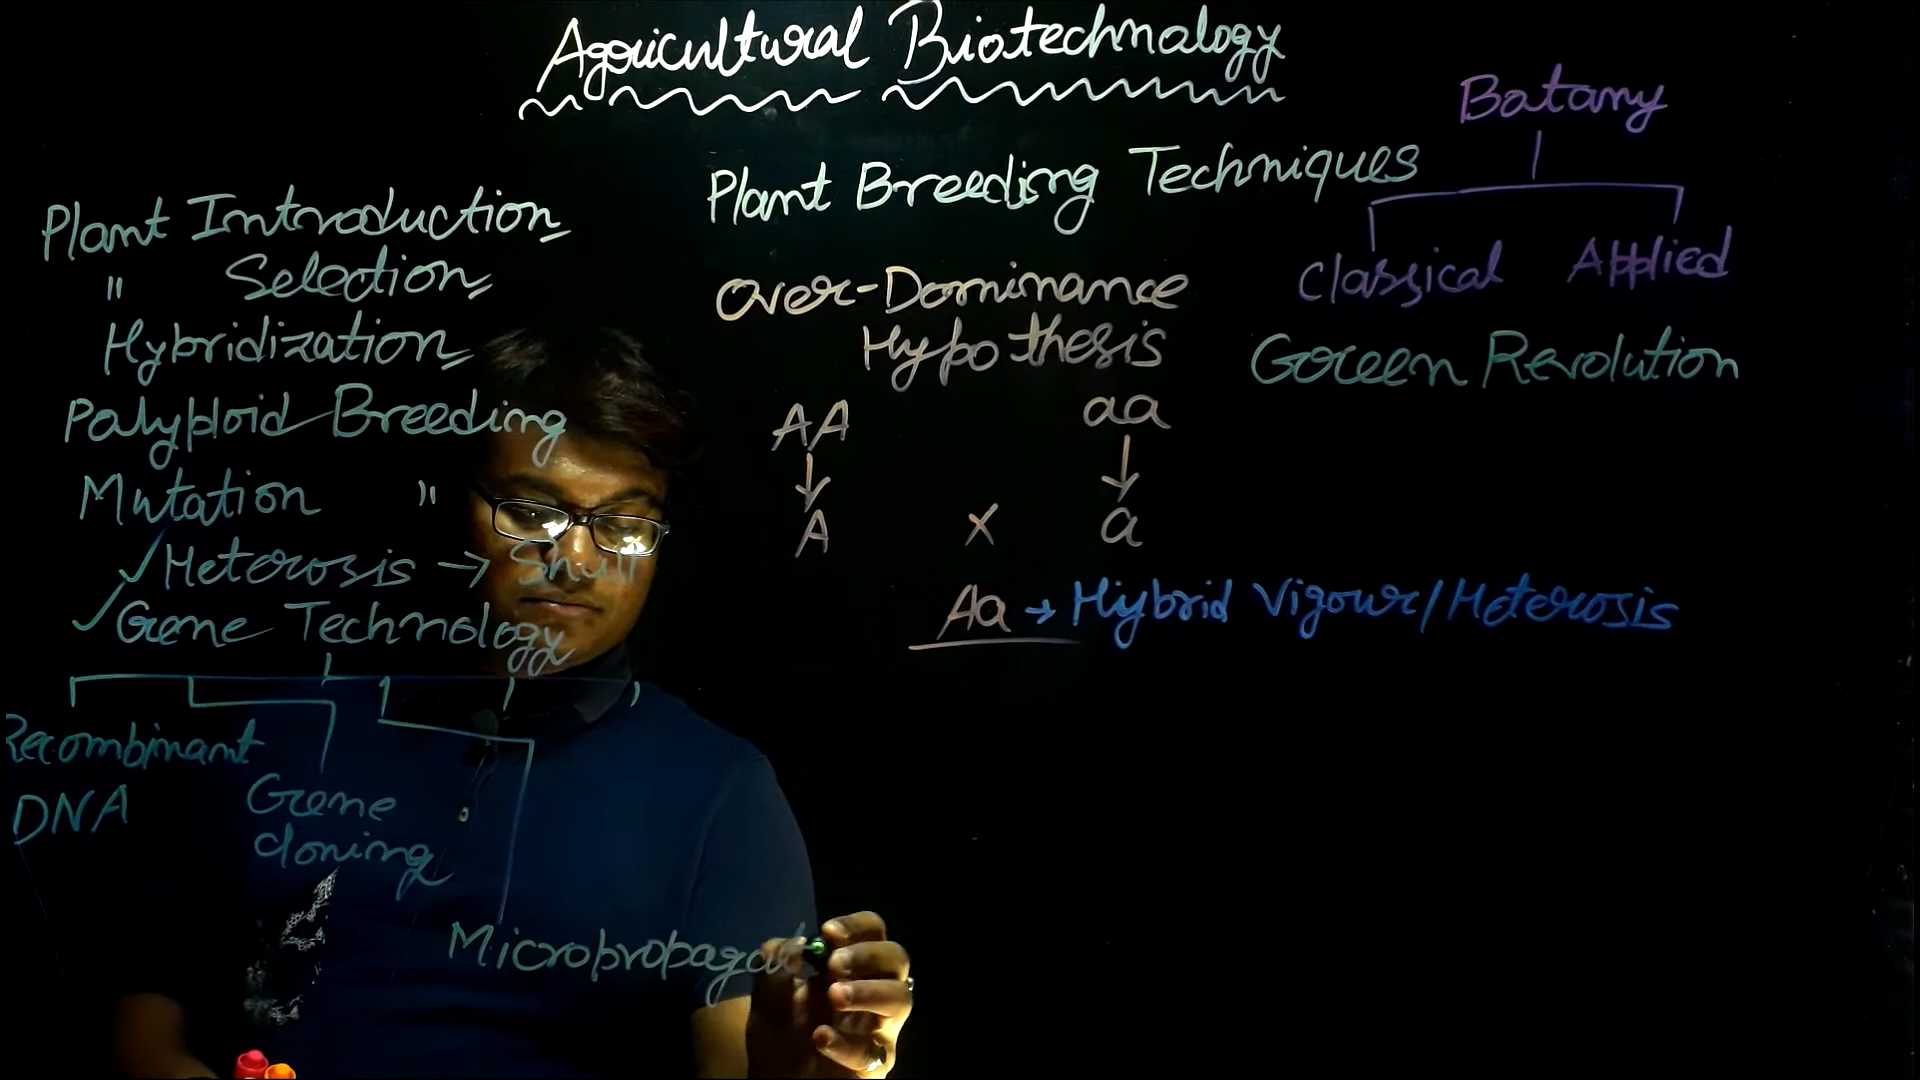 Agricultural Biotechnology
Plant Breeding Techniques
Botany
Classical Applied
Green Revolution
Plant Introduction
" Selection
Hybridization
Polyploid Breeding
Mutation "
✓Heterosis → Shull
✓Gene Technology
Recombinant
DNA
Gene
cloning
Micropropagat
Over-Dominance
Hypothesis
AA aa
↓ ↓
A x a
Aa → Hybrid Vigour/Heterosis